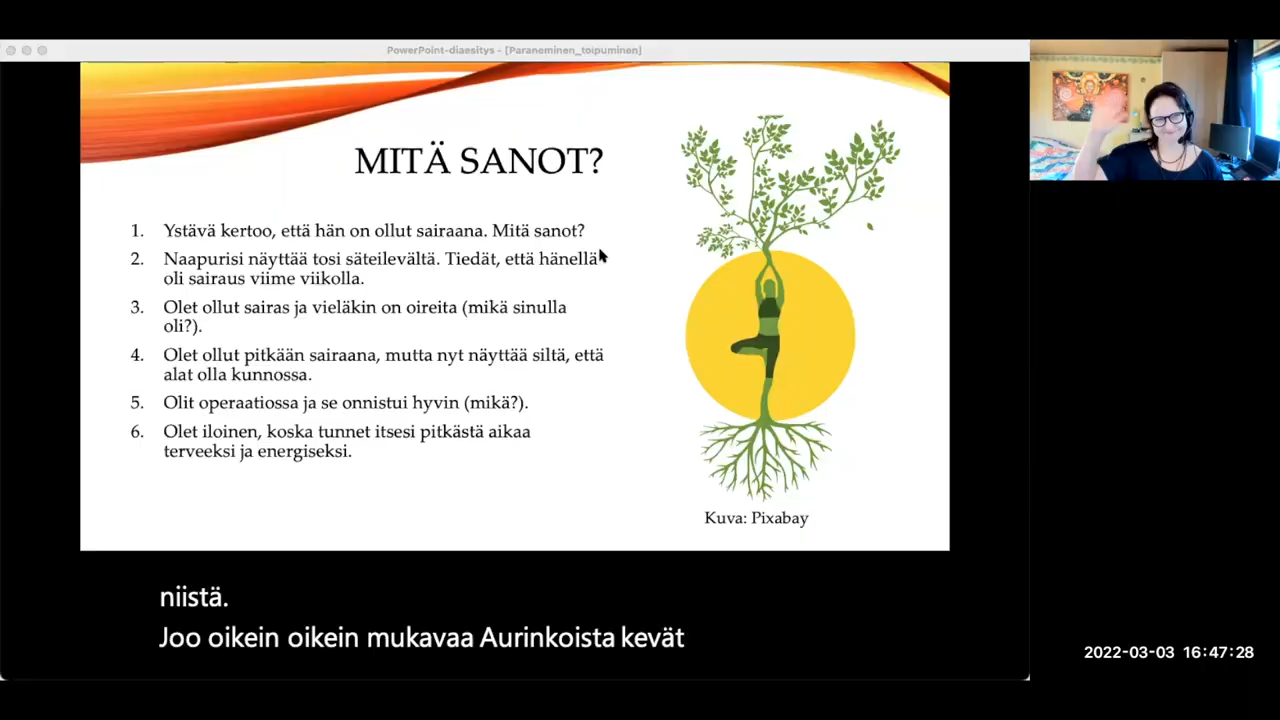 PowerPoint-diaesitys - [Paraneminen_toipuminen]
MITÄ SANOT?
1. Ystävä kertoo, että hän on ollut sairaana. Mitä sanot?
2. Naapurisi näyttää tosi säteilevältä. Tiedät, että hänellä
oli sairaus viime viikolla.
3. Olet ollut sairas ja vieläkin on oireita (mikä sinulla
oli?).
4. Olet ollut pitkään sairaana, mutta nyt näyttää siltä, että
alat olla kunnossa.
5. Olit operaatiossa ja se onnistui hyvin (mikä?).
6. Olet iloinen, koska tunnet itsesi pitkästä aikaa
terveeksi ja energiseksi.
Kuva: Pixabay
niistä.
Joo oikein oikein mukavaa Aurinkoista kevät
2022-03-03 16:47:28